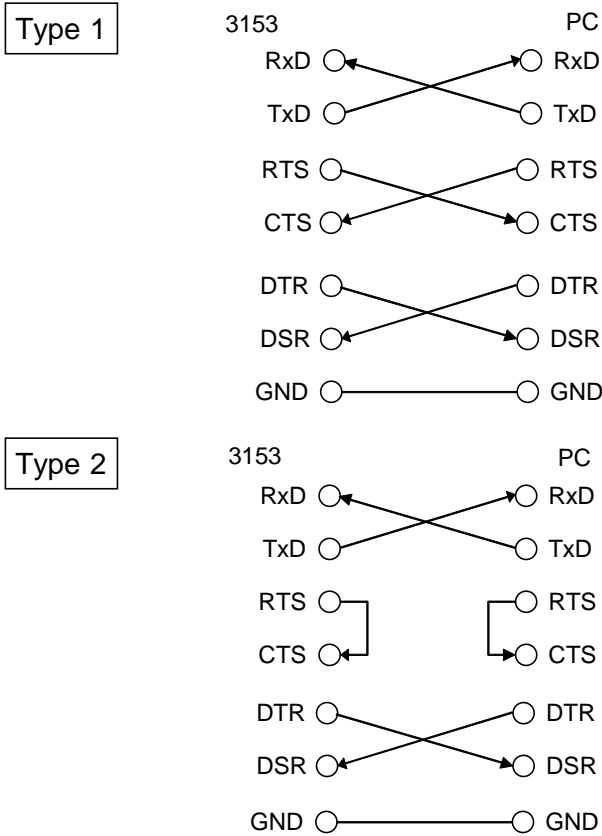 Type 1
3153 PC
RxD RxD
TxD TxD
RTS RTS
CTS CTS
DTR DTR
DSR DSR
GND GND
Type 2
3153 PC
RxD RxD
TxD TxD
RTS RTS
CTS CTS
DTR DTR
DSR DSR
GND GND